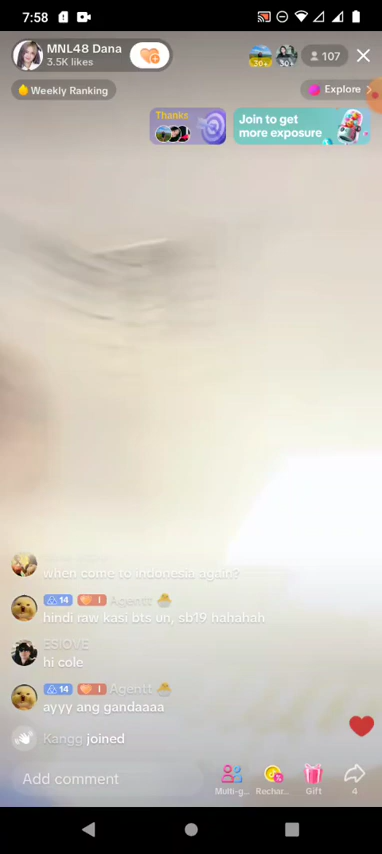 7:58
MNL48 Dana
3.5K likes
30+
30+
107
Weekly Ranking
Explore
Thanks
Join to get
more exposure
when come to indonesia again?
14 I Agentt
hindi raw kasi bts un, sb19 hahahah
ESIOVE
hi cole
14 I Agentt
ayyy ang gandaaaa
Kangg joined
Add comment
Multi-g...
Rechar...
Gift
4